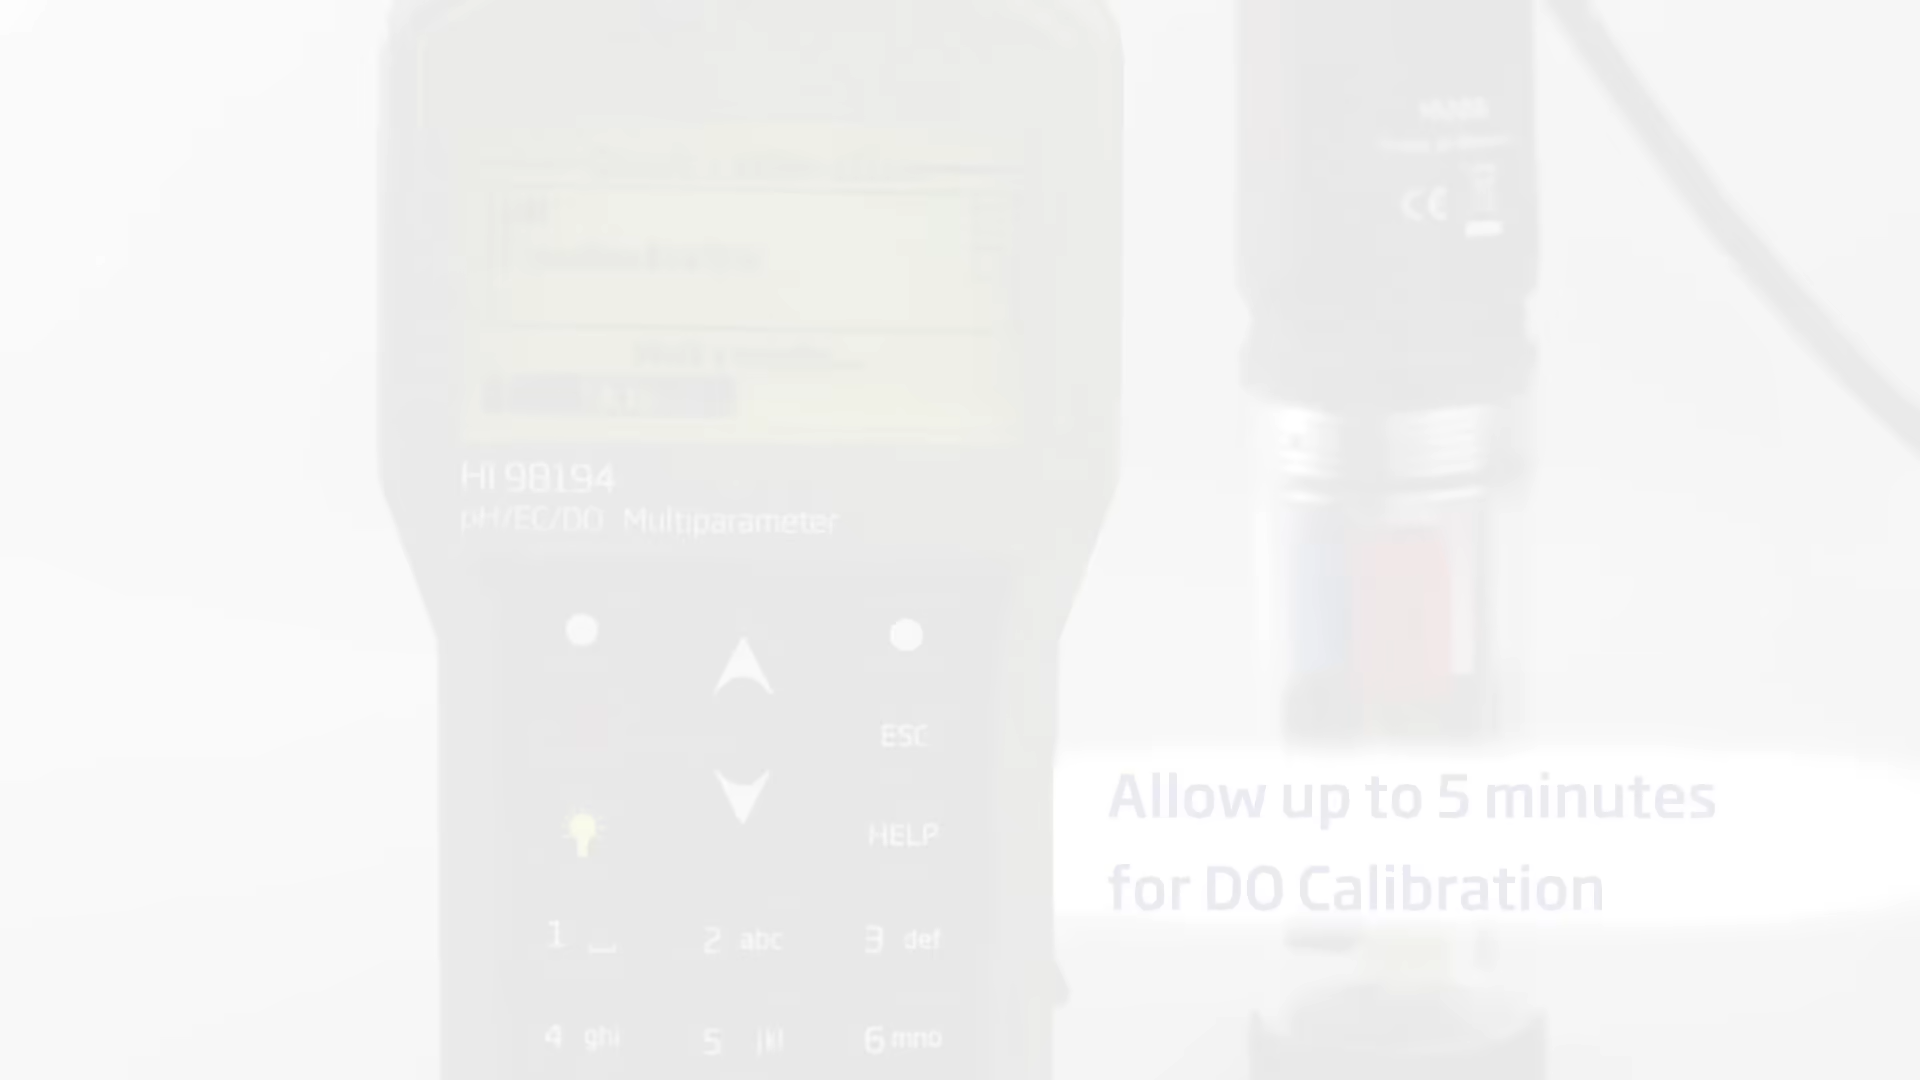 HI 98194
pH/EC/DO Multiparameter
ESC
HELP
1
2 abc
3 def
4 ghi
5 jkl
6 mno
CE
Allow up to 5 minutes
for DO Calibration